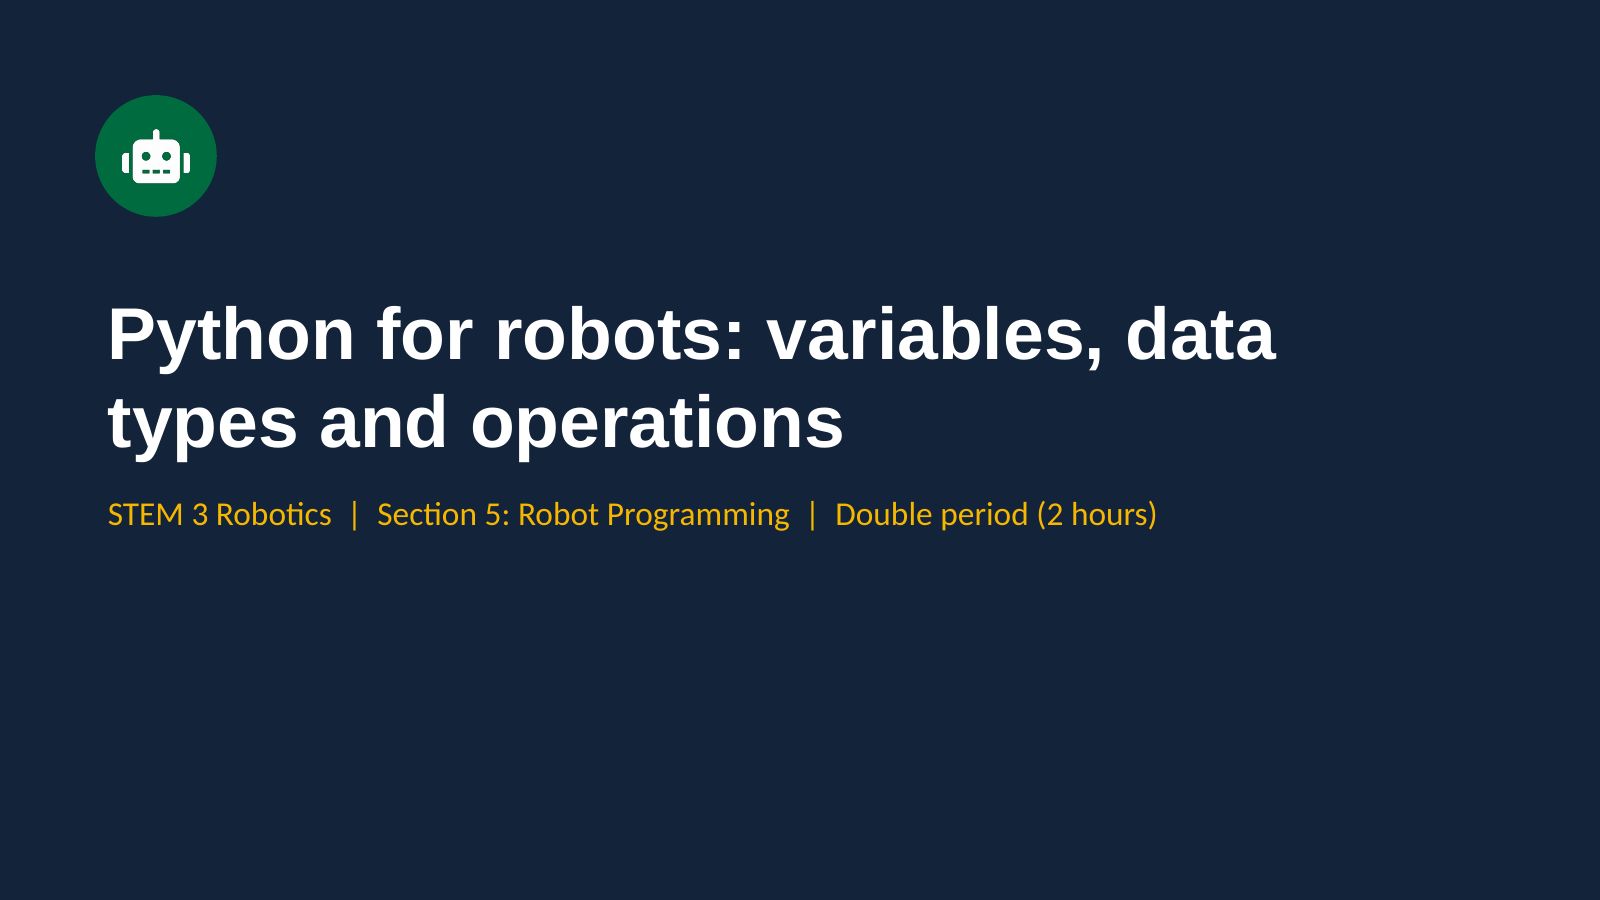 Python for robots: variables, data
types and operations
STEM 3 Robotics | Section 5: Robot Programming | Double period (2 hours)